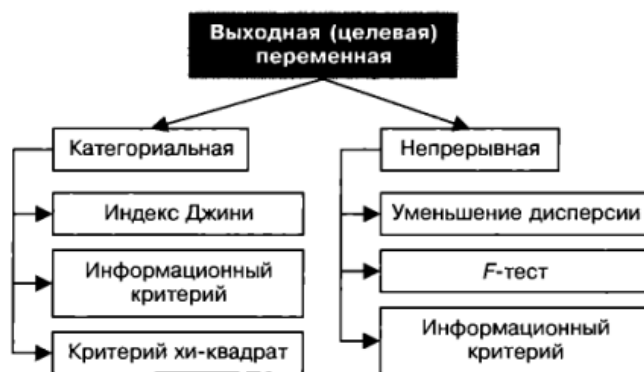 Выходная (целевая)
переменная
Категориальная
Индекс Джини
Информационный
критерий
Критерий хи-квадрат
Непрерывная
Уменьшение дисперсии
F-тест
Информационный
критерий